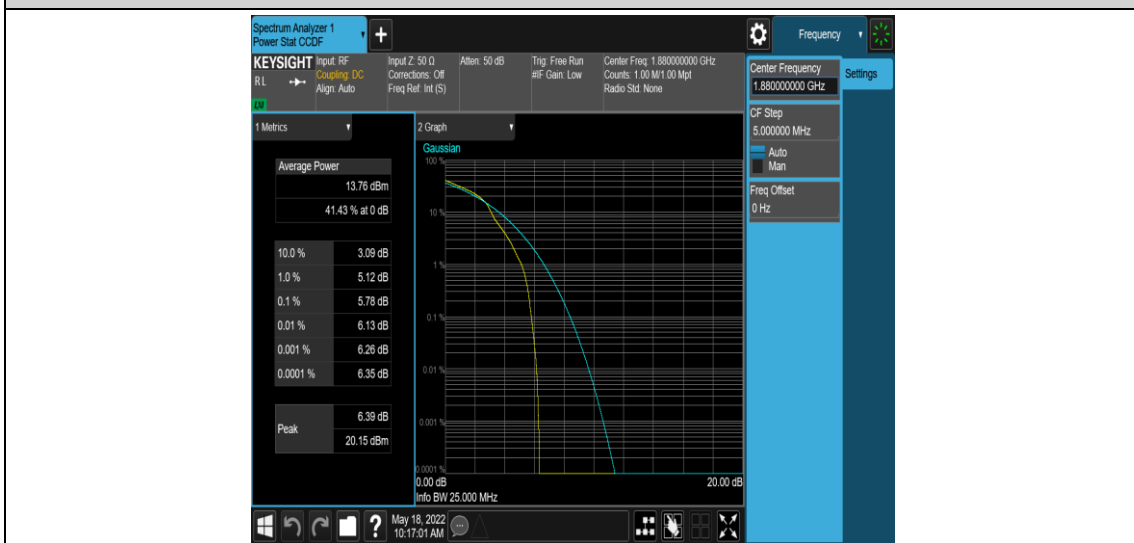 Spectrum Analyzer 1
Power Stat CCDF
+
Frequency
KEYSIGHT
RL
LXI
Input: RF
Coupling: DC
Align: Auto
Input Z: 50 Ω
Corrections: Off
Freq Ref: Int (S)
Atten: 50 dB
Trig: Free Run
#IF Gain: Low
Center Freq: 1.880000000 GHz
Counts: 1.00 M/1.00 Mpt
Radio Std: None
Center Frequency
1.880000000 GHz
Settings
CF Step
5.000000 MHz
Auto
Man
Freq Offset
0 Hz
1 Metrics
Average Power
13.76 dBm
41.43 % at 0 dB
10.0 % 3.09 dB
1.0 % 5.12 dB
0.1 % 5.78 dB
0.01 % 6.13 dB
0.001 % 6.26 dB
0.0001 % 6.35 dB
Peak
6.39 dB
20.15 dBm
2 Graph
Gaussian
100 %
10 %
1 %
0.1 %
0.01 %
0.001 %
0.0001 %
0.00 dB 20.00 dB
Info BW 25.000 MHz
?
May 18, 2022
10:17:01 AM